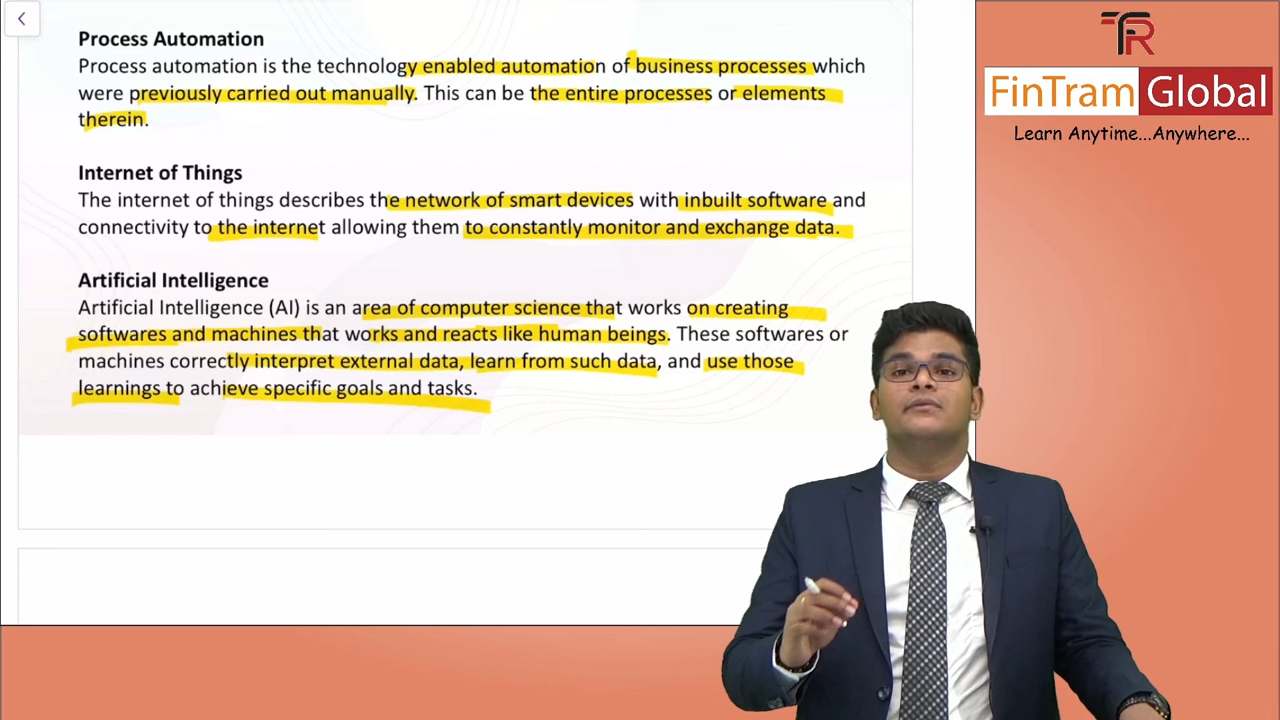 Process Automation
Process automation is the technology enabled automation of business processes which
were previously carried out manually. This can be the entire processes or elements
therein.
Internet of Things
The internet of things describes the network of smart devices with inbuilt software and
connectivity to the internet allowing them to constantly monitor and exchange data.
Artificial Intelligence
Artificial Intelligence (AI) is an area of computer science that works on creating
softwares and machines that works and reacts like human beings. These softwares or
machines correctly interpret external data, learn from such data, and use those
learnings to achieve specific goals and tasks.
FinTram Global
Learn Anytime...Anywhere...